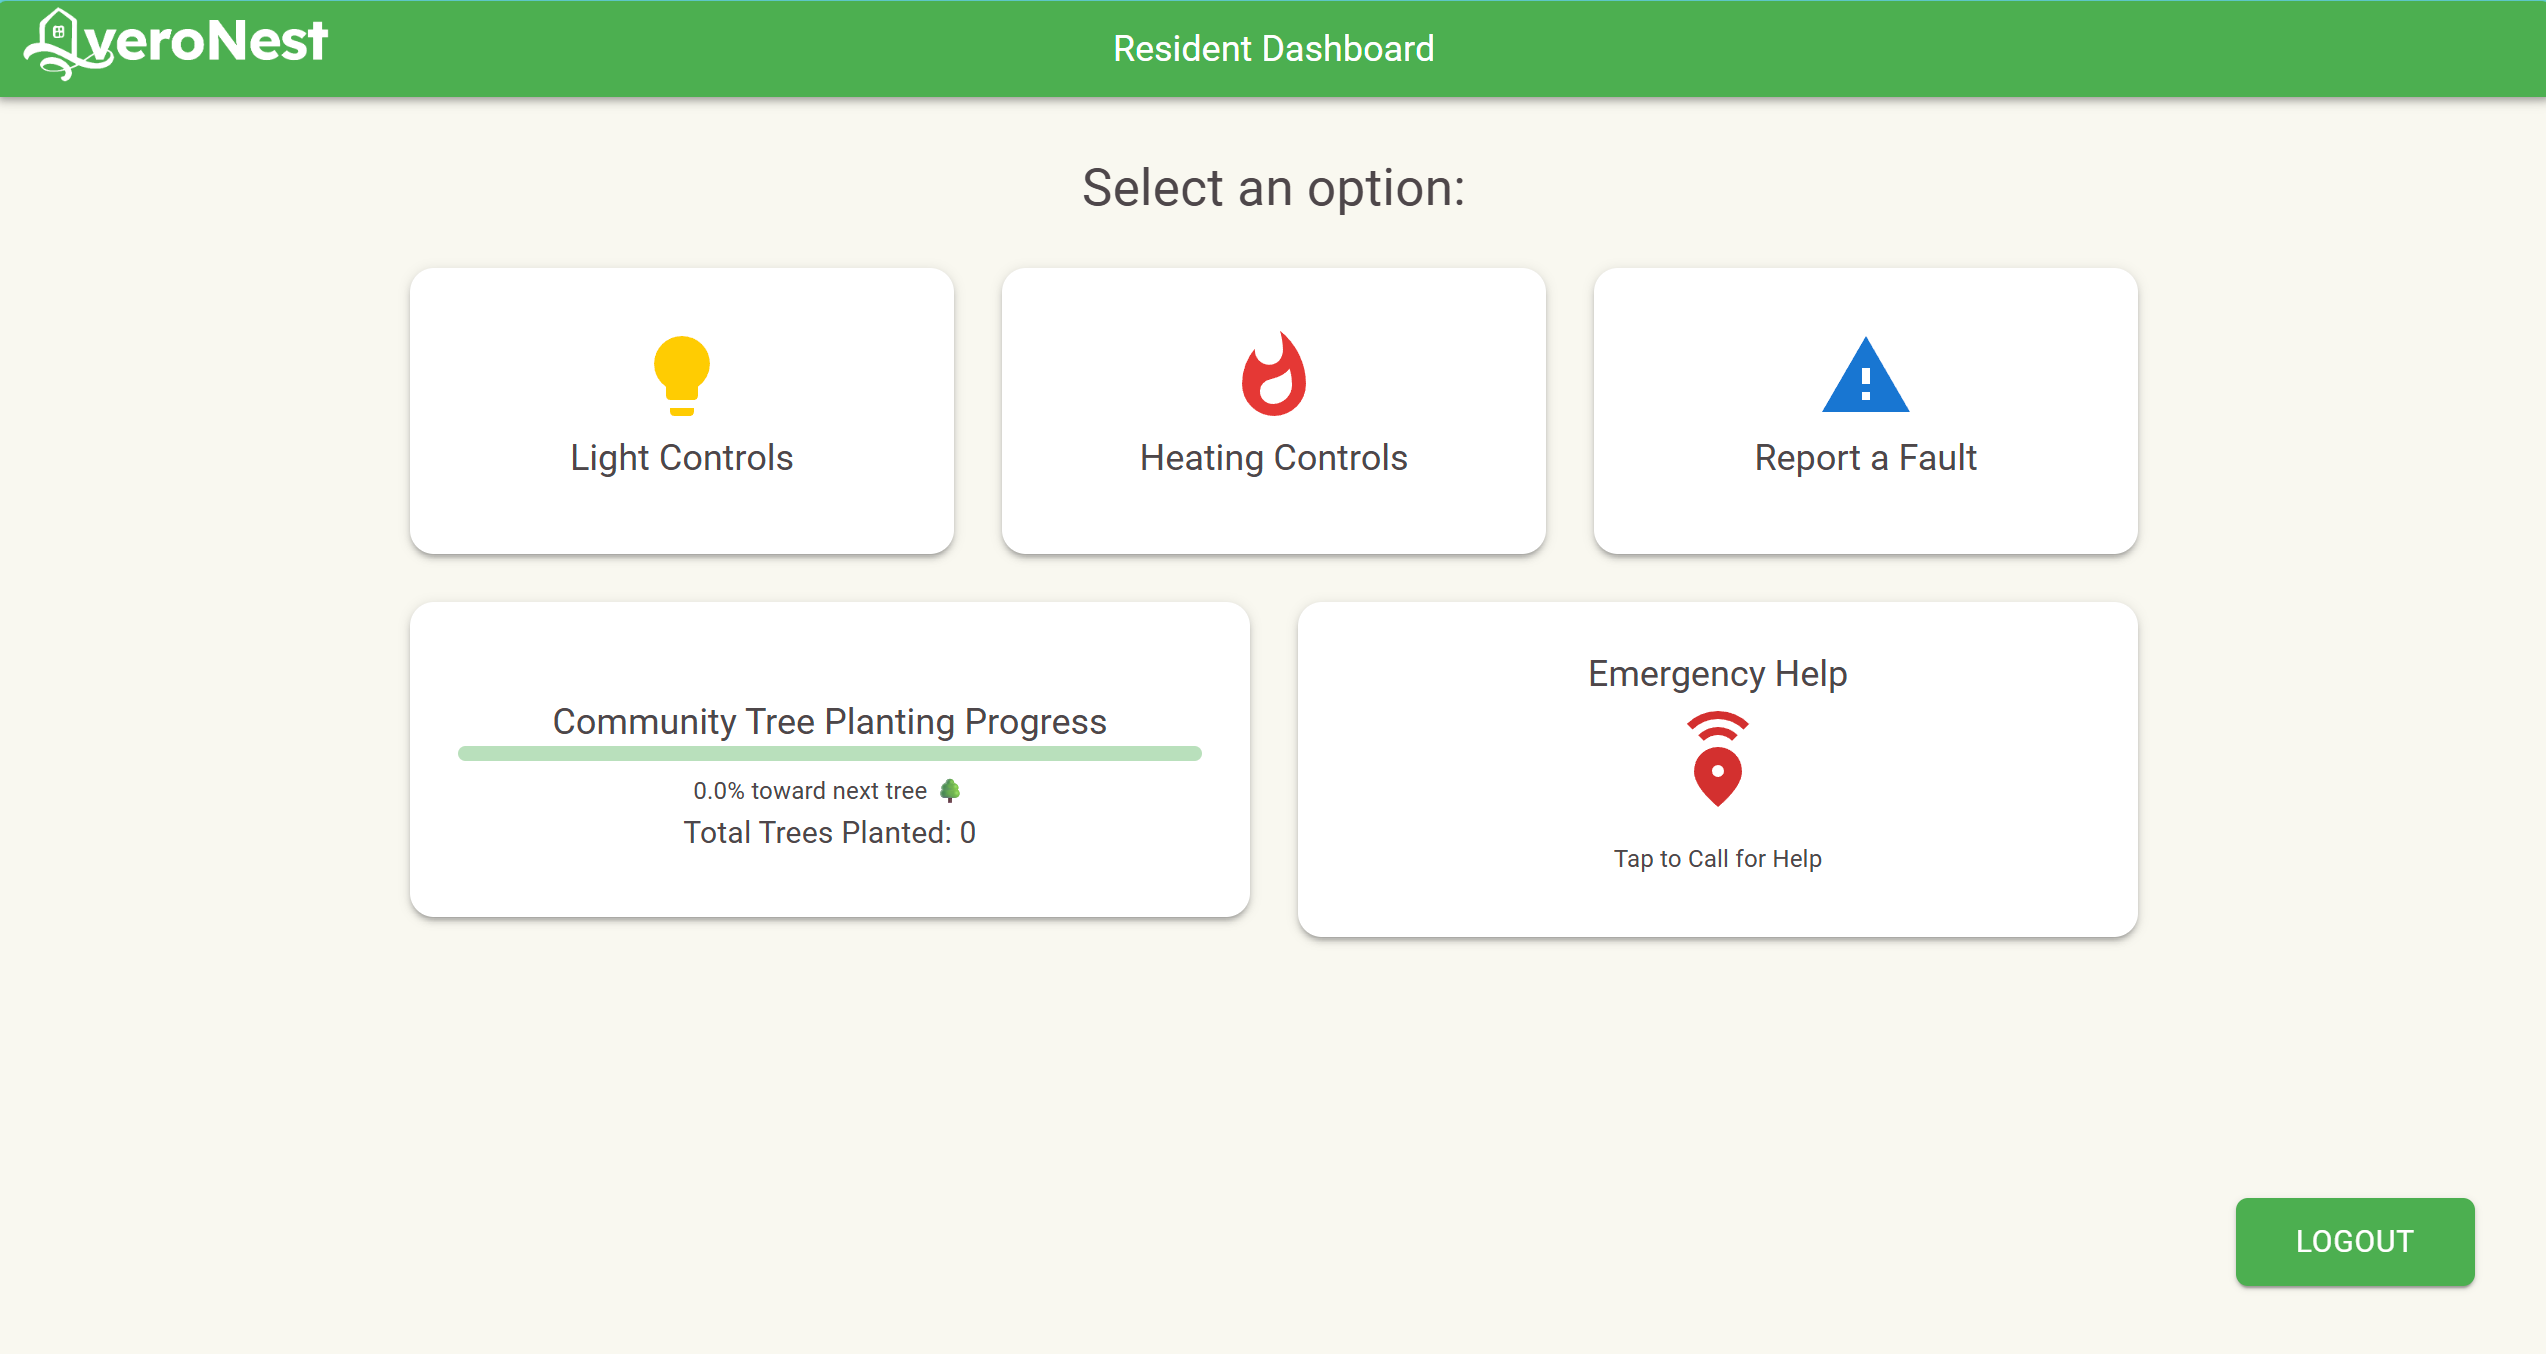 veroNest
Resident Dashboard
Select an option:
Light Controls
Heating Controls
Report a Fault
Community Tree Planting Progress
0.0% toward next tree 🌳
Total Trees Planted: 0
Emergency Help
Tap to Call for Help
LOGOUT